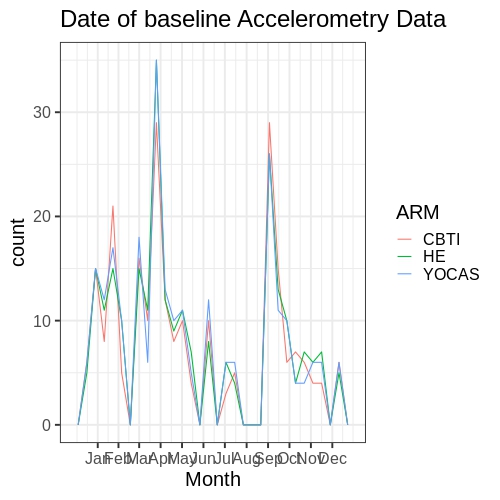 Date of baseline Accelerometry Data
30
20
10
0
count
Jan Feb Mar Apr May Jun Jul Aug Sep Oct Nov Dec
Month
ARM
CBTI
HE
YOCAS